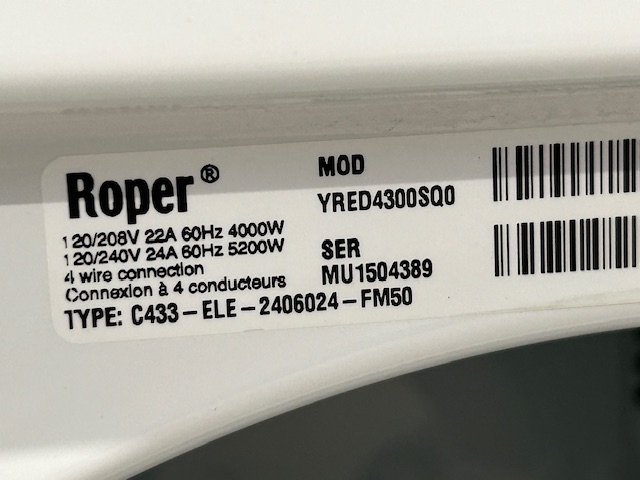 Roper®
120/208V 22A 60Hz 4000W
120/240V 24A 60Hz 5200W
4 wire connection
Connexion à 4 conducteurs
TYPE: C433-ELE-2406024-FM50
MOD
YRED4300SQ0
SER
MU1504389